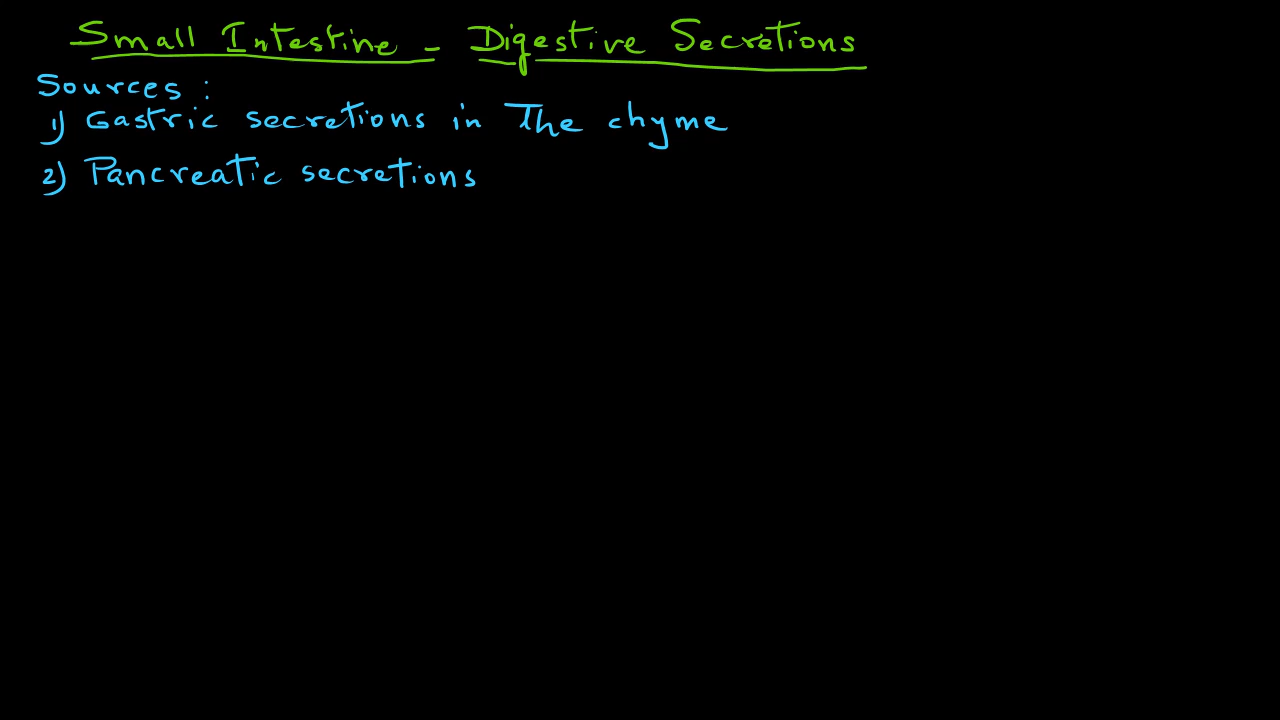 Small Intestine - Digestive Secretions
Sources :
1) Gastric secretions in The chyme
2) Pancreatic secretions